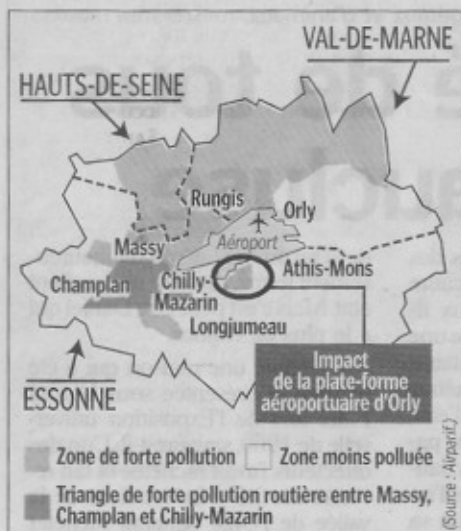 VAL-DE-MARNE
HAUTS-DE-SEINE
Rungis
Orly
Aéroport
Massy
Athis-Mons
Champlan
Chilly-
Mazarin
Longjumeau
ESSONNE
Impact
de la plate-forme
aéroportuaire d'Orly
Zone de forte pollution
Zone moins polluée
Triangle de forte pollution routière entre Massy,
Champlan et Chilly-Mazarin
(Source : Airparif.)